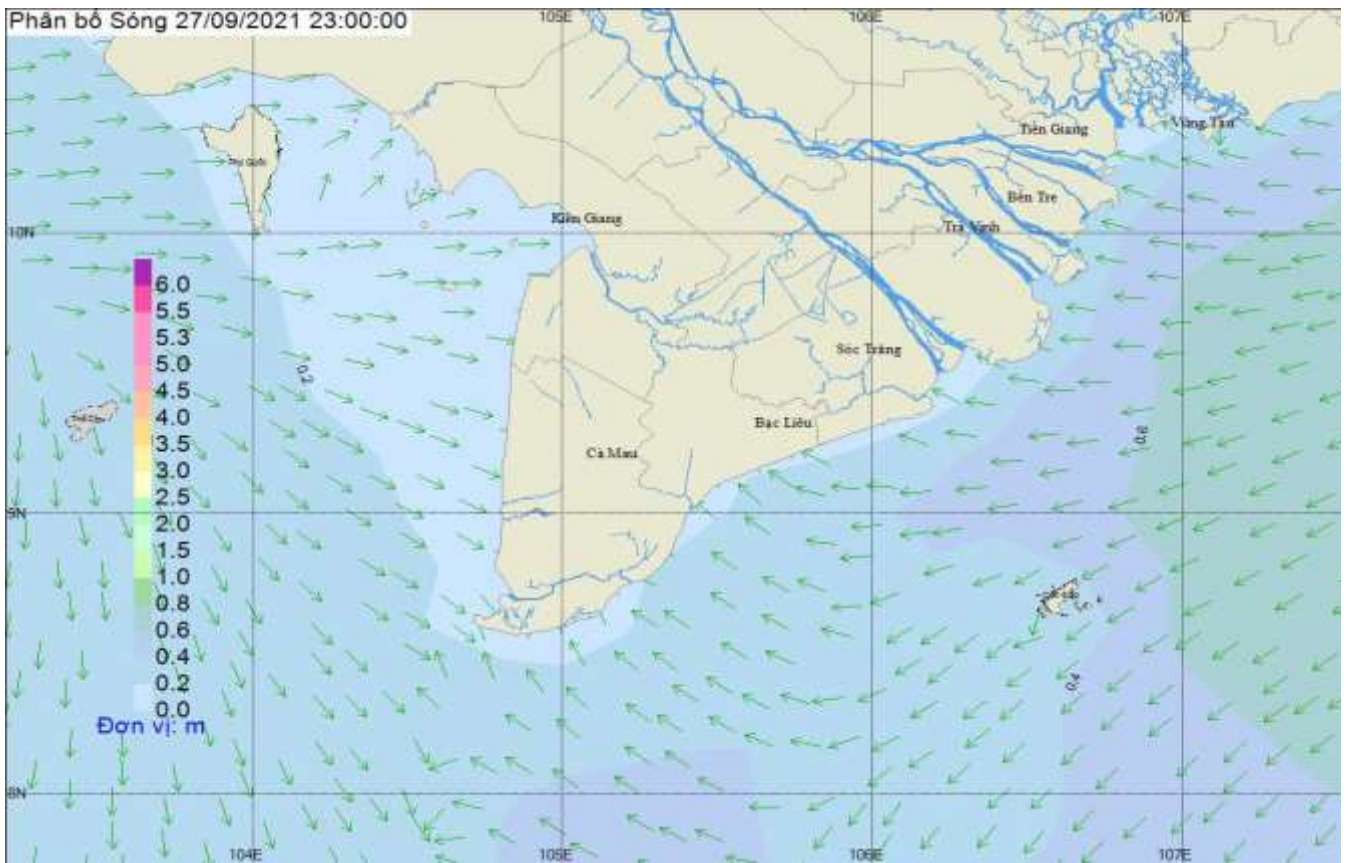 Phân bố Sóng 27/09/2021 23:00:00
105E
106E
107E
Vũng Tàu
Tiền Giang
Phú Quốc
Bến Tre
Kiên Giang
Trà Vinh
10N
6.0
5.5
5.3
5.0
4.5
4.0
3.5
3.0
2.5
2.0
1.5
1.0
0.8
0.6
0.4
0.2
0.0
Đơn vị: m
Sóc Trăng
0.2
Bạc Liêu
0.6
Cà Mau
9N
0.4
8N
104E
105E
106E
107E